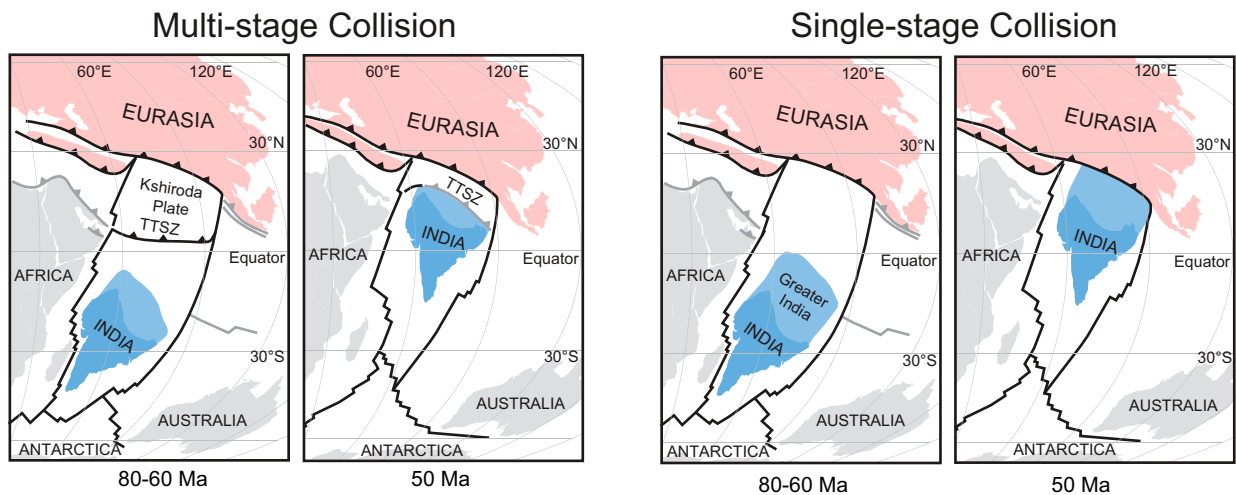 Multi-stage Collision
60°E
120°E
EURASIA
30°N
Kshiroda
Plate
TTSZ
AFRICA
Equator
INDIA
30°S
AUSTRALIA
ANTARCTICA
80-60 Ma
60°E
120°E
EURASIA
30°N
TTSZ
INDIA
AFRICA
Equator
30°S
AUSTRALIA
ANTARCTICA
50 Ma
Single-stage Collision
60°E
120°E
EURASIA
30°N
AFRICA
Equator
Greater
India
INDIA
30°S
AUSTRALIA
ANTARCTICA
80-60 Ma
60°E
120°E
EURASIA
30°N
INDIA
AFRICA
Equator
30°S
AUSTRALIA
ANTARCTICA
50 Ma